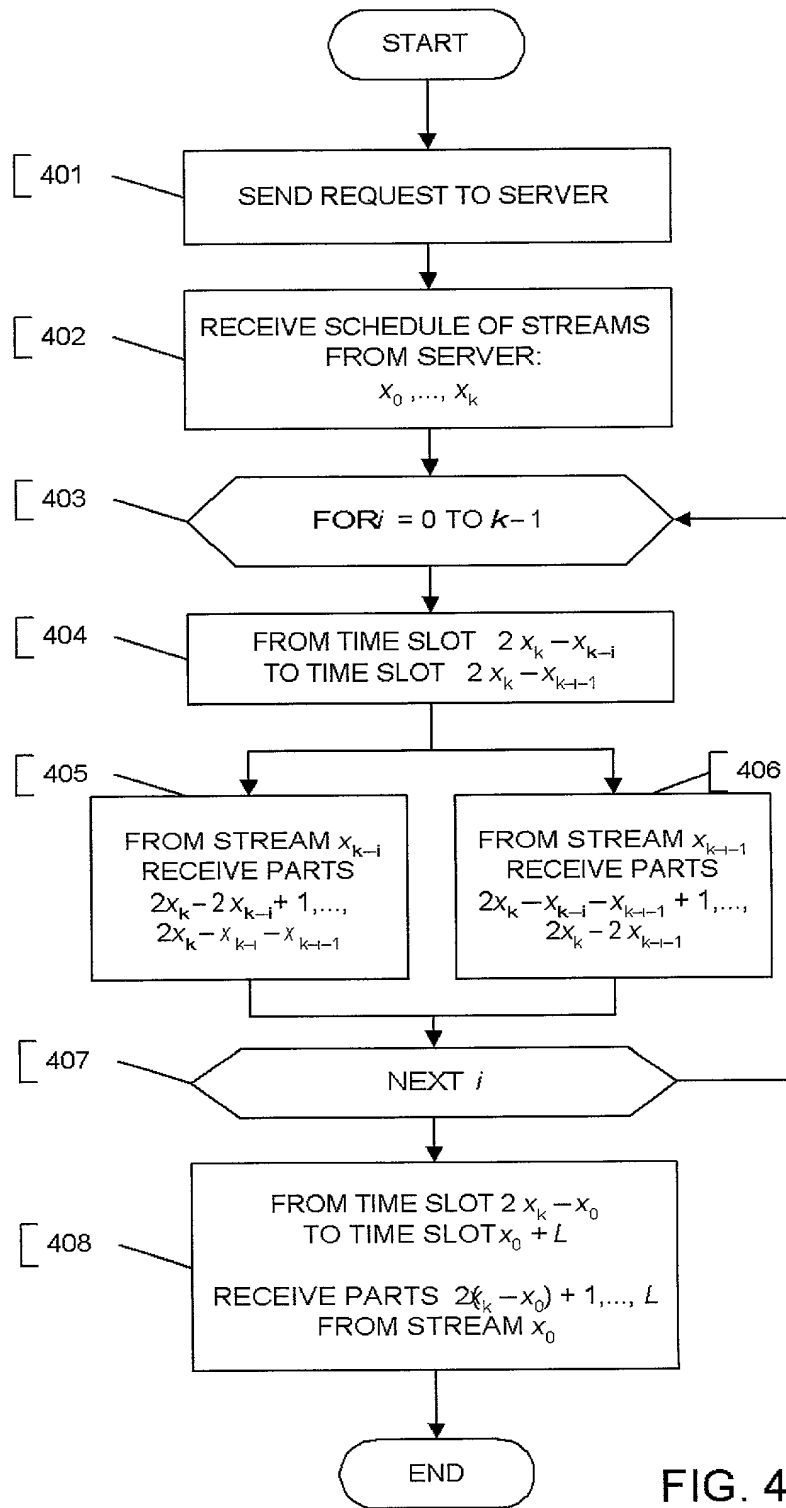 START
401
SEND REQUEST TO SERVER
402
RECEIVE SCHEDULE OF STREAMS
FROM SERVER:
x₀ ,..., xₖ
403
FORi = 0 TO k–1
404
FROM TIME SLOT 2 xₖ – xₖ₋ᵢ
TO TIME SLOT 2 xₖ – xₖ₋ᵢ₋₁
405
FROM STREAM xₖ₋ᵢ
RECEIVE PARTS
2xₖ – 2 xₖ₋ᵢ + 1,...,
2xₖ – xₖ₋ᵢ – xₖ₋ᵢ₋₁
406
FROM STREAM xₖ₋ᵢ₋₁
RECEIVE PARTS
2xₖ – xₖ₋ᵢ – xₖ₋ᵢ₋₁ + 1,...,
2xₖ – 2 xₖ₋ᵢ₋₁
407
NEXT i
408
FROM TIME SLOT 2 xₖ – x₀
TO TIME SLOT x₀ + L
RECEIVE PARTS 2(xₖ – x₀) + 1,..., L
FROM STREAM x₀
END
FIG. 4